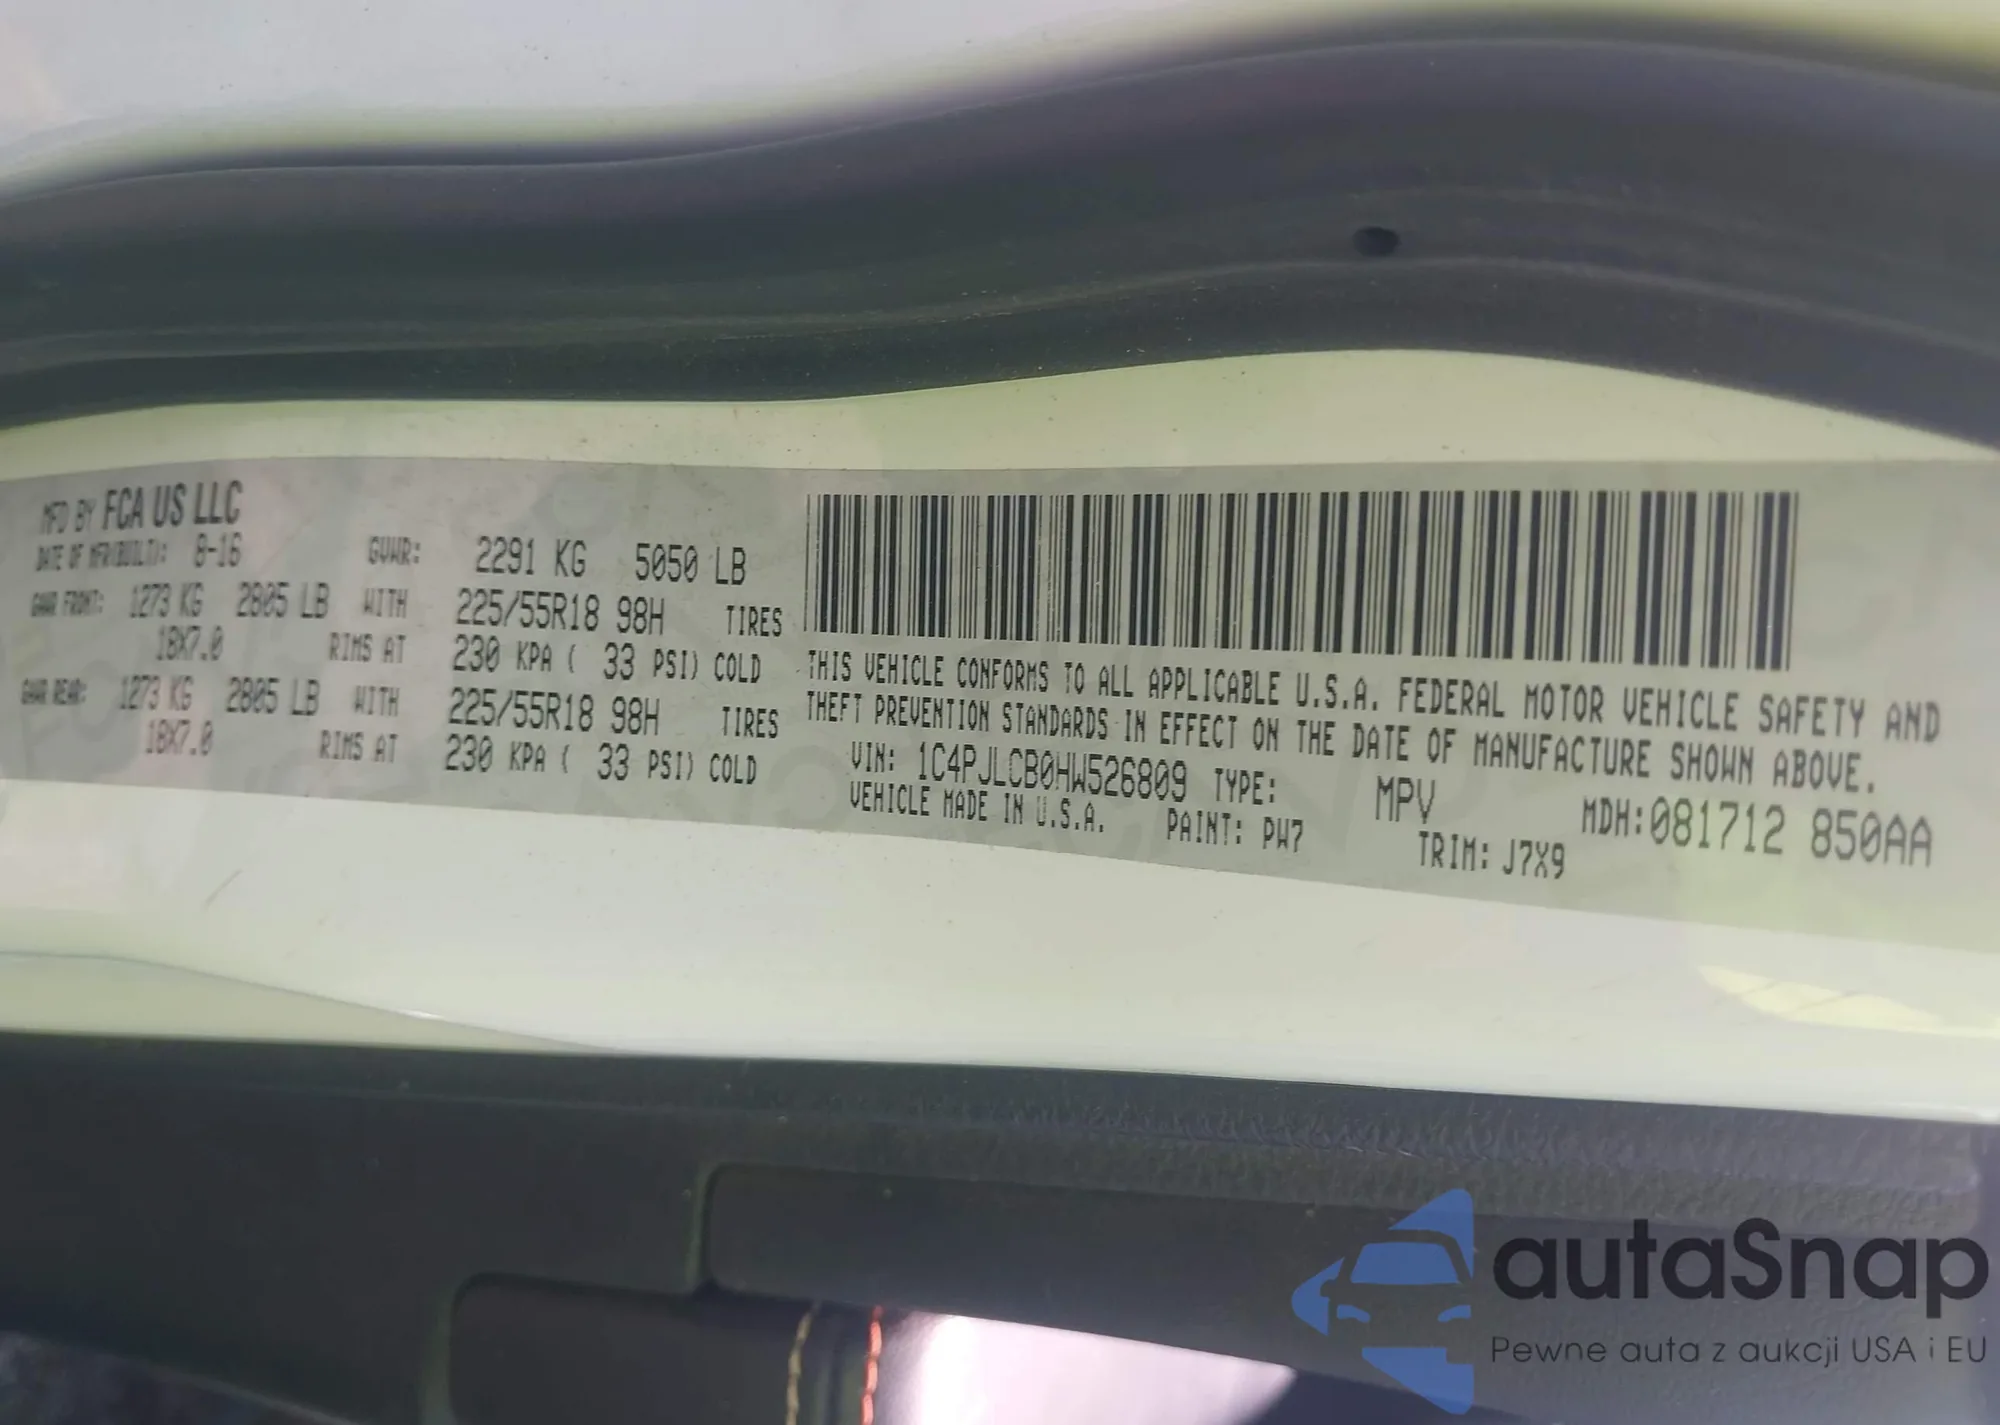 MFD BY FCA US LLC
DATE OF MFR(BUILT): 8-16 GVWR: 2291 KG 5050 LB
GAWR FRONT: 1273 KG 2805 LB WITH 225/55R18 98H TIRES
18X7.0 RIMS AT 230 KPA ( 33 PSI) COLD
GAWR REAR: 1273 KG 2805 LB WITH 225/55R18 98H TIRES
18X7.0 RIMS AT 230 KPA ( 33 PSI) COLD
THIS VEHICLE CONFORMS TO ALL APPLICABLE U.S.A. FEDERAL MOTOR VEHICLE SAFETY AND
THEFT PREVENTION STANDARDS IN EFFECT ON THE DATE OF MANUFACTURE SHOWN ABOVE.
VIN: 1C4PJLCB0HW526809 TYPE: MPV MDH:081712 850AA
VEHICLE MADE IN U.S.A. PAINT: PW7 TRIM: J7X9
autaSnap
Pewne auta z aukcji USA i EU